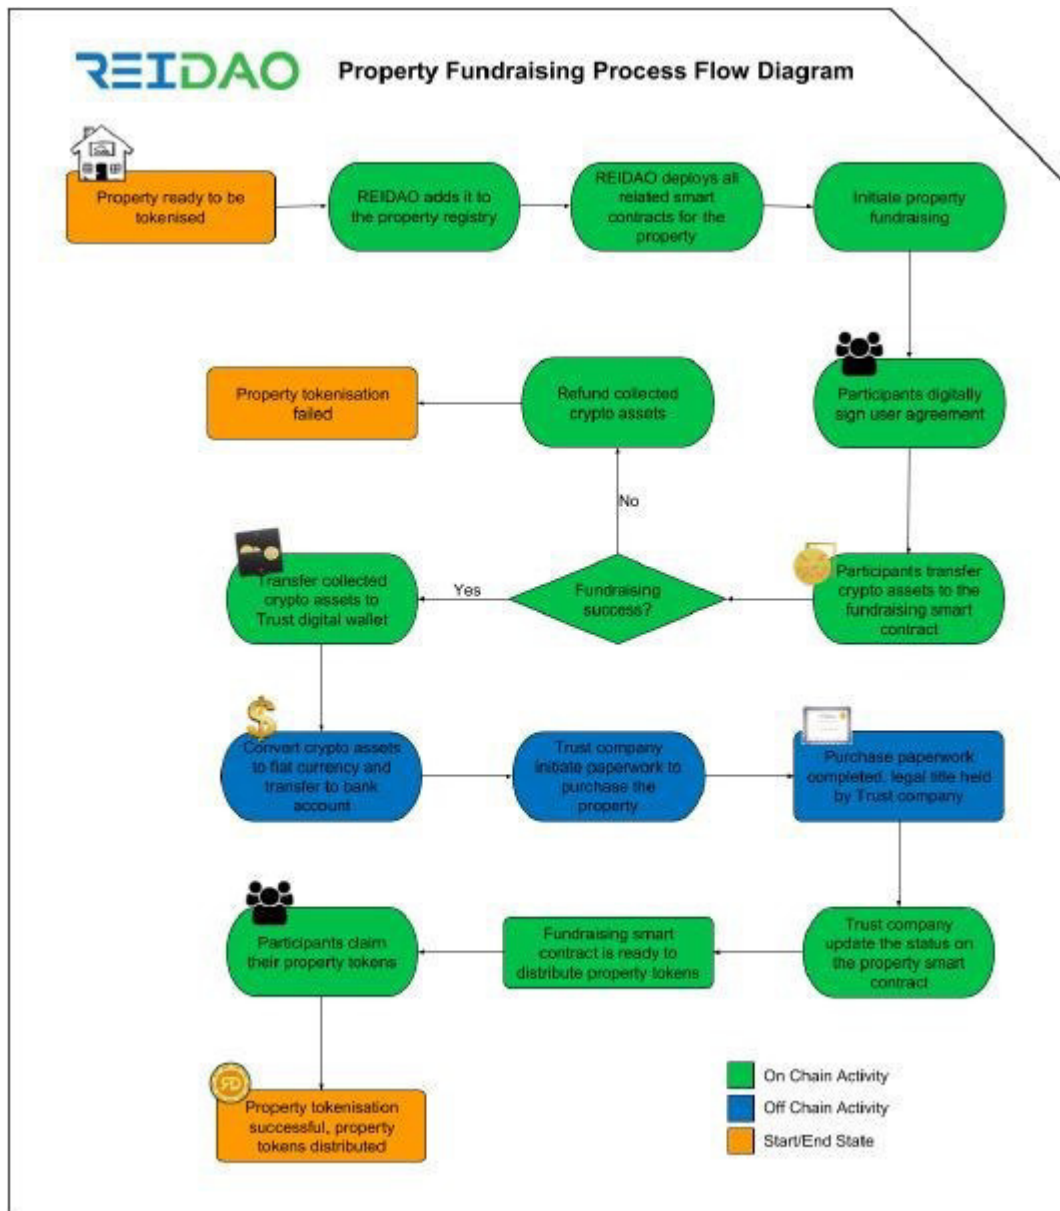 REIDAO
Property Fundraising Process Flow Diagram
Property ready to be
tokenised
REIDAO adds it to
the property registry
REIDAO deploys all
related smart
contracts for the
property
Initiate property
fundraising
Property tokenisation
failed
Refund collected
crypto assets
Participants digitally
sign user agreement
No
Transfer collected
crypto assets to
Trust digital wallet
Yes
Fundraising
success?
Participants transfer
crypto assets to the
fundraising smart
contract
$
Convert crypto assets
to fiat currency and
transfer to bank
account
Trust company
initiate paperwork to
purchase the
property
Purchase paperwork
completed, legal title held
by Trust company
Participants claim
their property tokens
Fundraising smart
contract is ready to
distribute property tokens
Trust company
update the status on
the property smart
contract
Property tokenisation
successful, property
tokens distributed
On Chain Activity
Off Chain Activity
Start/End State